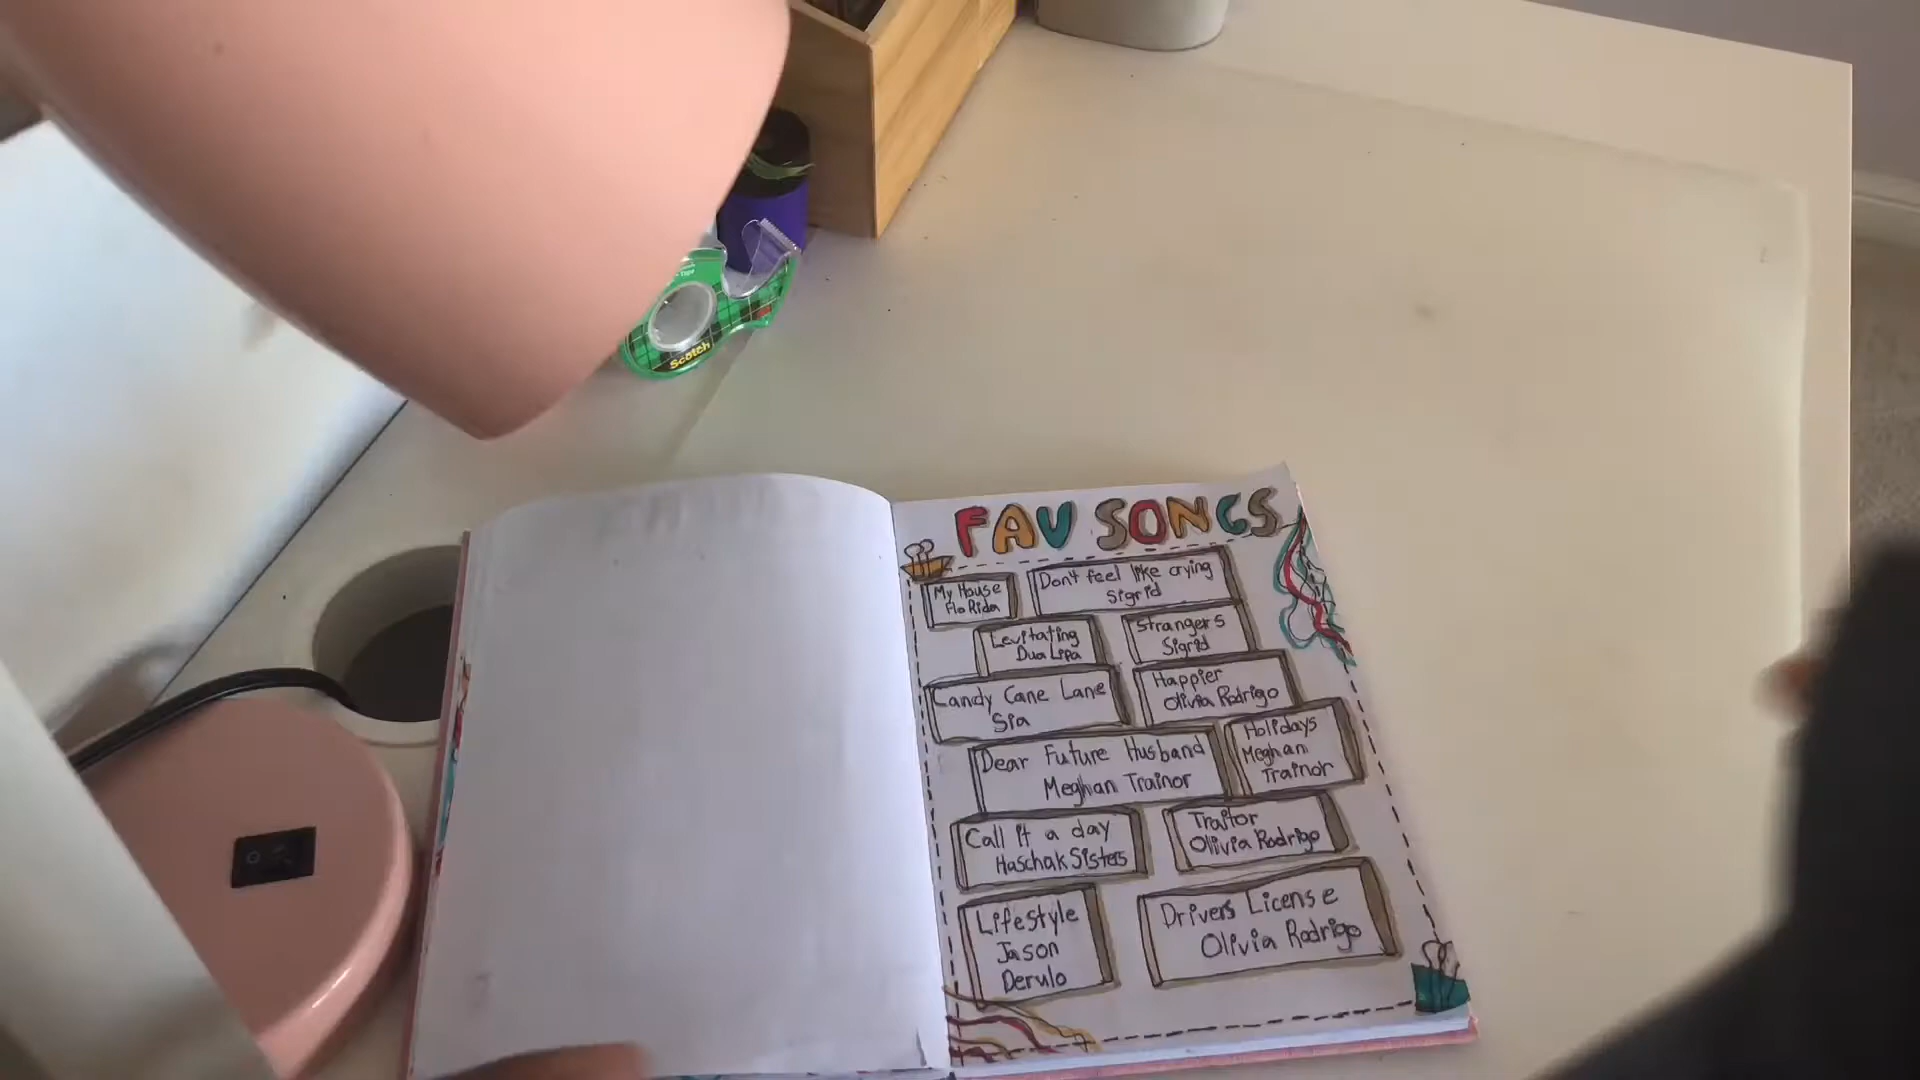 Scotch
FAV SONGS
My House
Flo Rida
Don't feel like crying
Sigrid
Levitating
Dua Lipa
Strangers
Sigrid
Candy Cane Lane
Sia
Happier
Olivia Rodrigo
Dear Future Husband
Meghan Trainor
Holidays
Meghan
Trainor
Call it a day
Haschak Sisters
Traitor
Olivia Rodrigo
Lifestyle
Jason
Derulo
Drivers License
Olivia Rodrigo